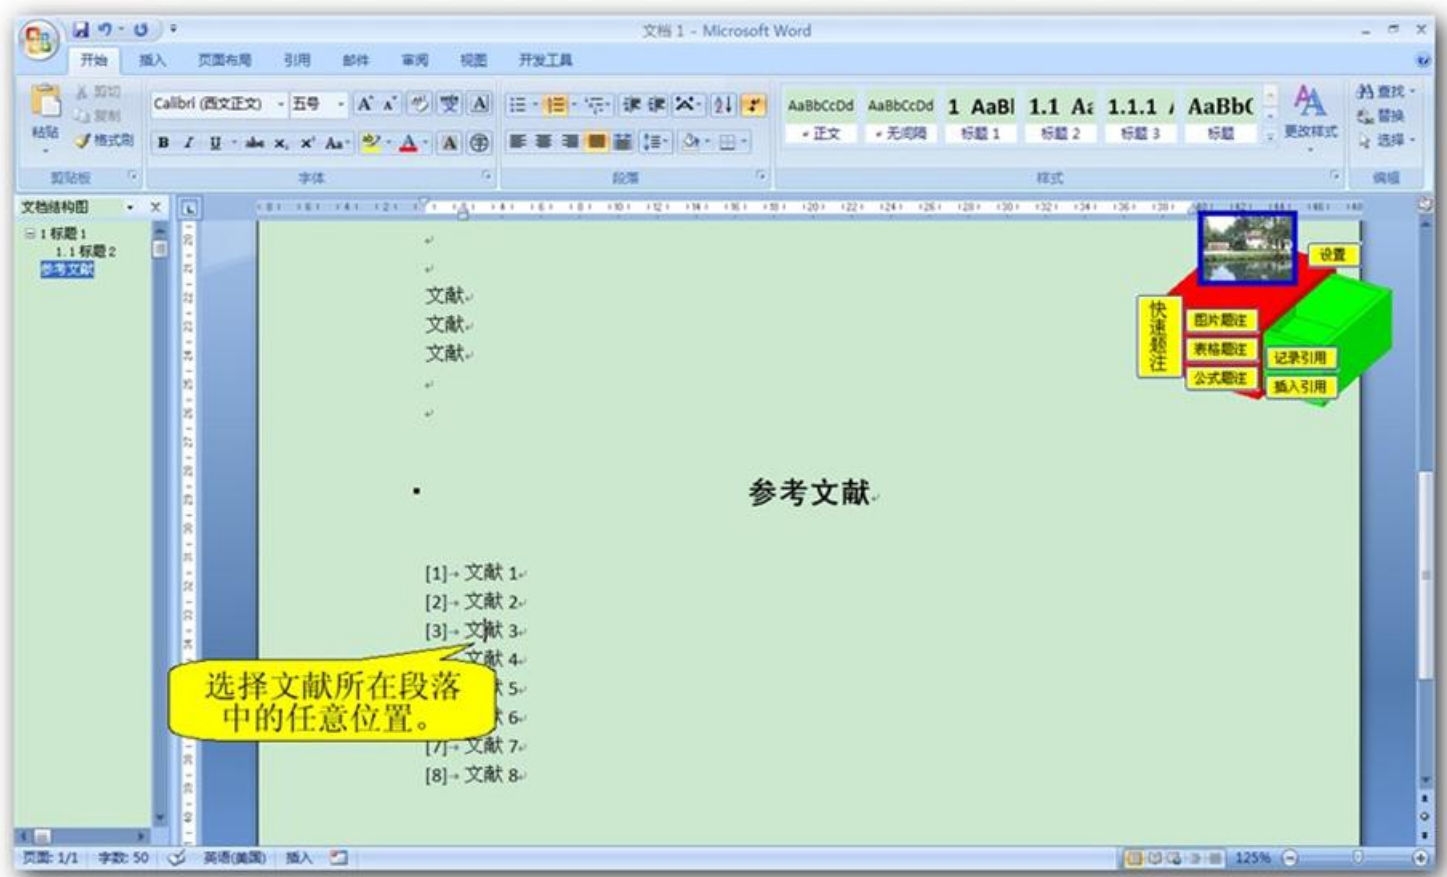 文档 1 - Microsoft Word
开始 插入 页面布局 引用 邮件 审阅 视图 开发工具
剪切
复制
粘贴
格式刷
剪贴板
Calibri (西文正文) 五号
字体
段落
AaBbCcDd AaBbCcDd 1 AaBl 1.1 Aa 1.1.1 AaBb(
正文 无间隔 标题 1 标题 2 标题 3 标题
更改样式
样式
查找
替换
选择
编辑
文档结构图
1 标题 1
1.1 标题 2
参考文献
文献
文献
文献
参考文献
[1] 文献 1
[2] 文献 2
[3] 文献 3
文献 4
5
6
[7] 文献 7
[8] 文献 8
选择文献所在段落
中的任意位置。
设置
快速题注
图片题注
表格题注
公式题注
记录引用
插入引用
页面: 1/1 字数: 50 英语(美国) 插入 125%